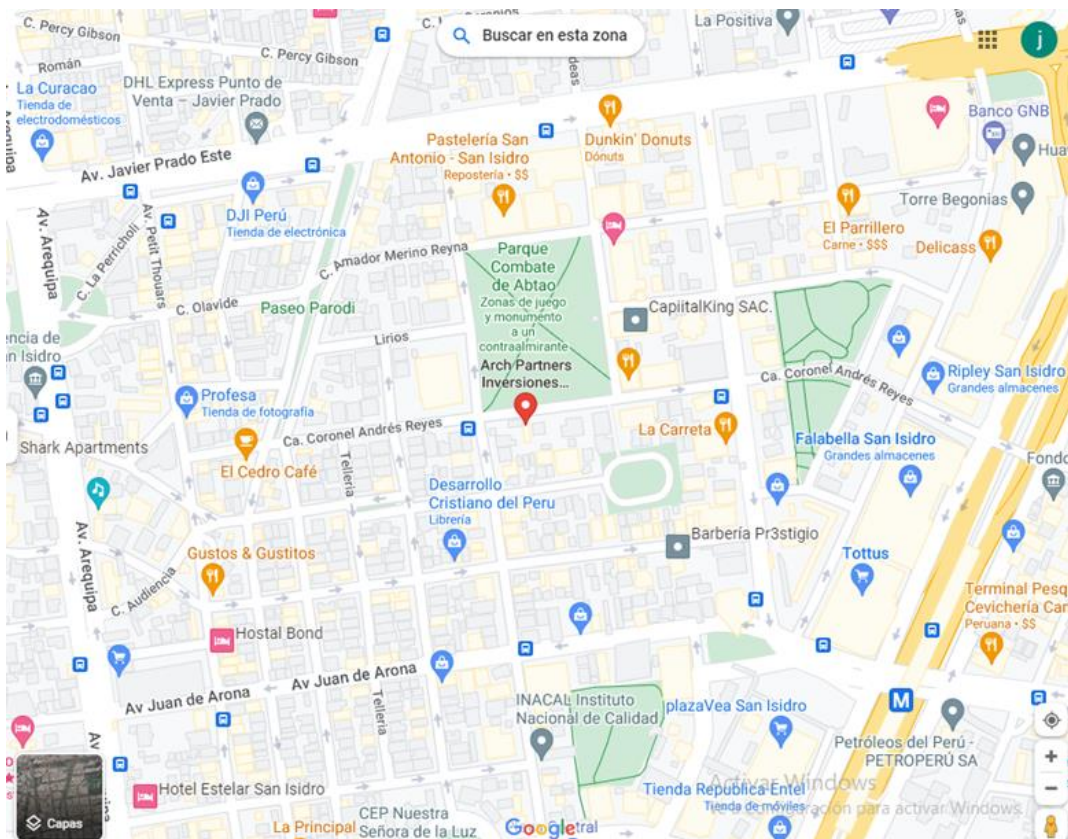 C. Percy Gibson
La Positiva
Buscar en esta zona
j
C. Percy Gibson
Román
La Curacao
Tienda de
electrodomésticos
DHL Express Punto de
Venta – Javier Prado
Banco GNB
Arequipa
Pastelería San
Antonio - San Isidro
Repostería • $$
Dunkin' Donuts
Donuts
Av. Javier Prado Este
Torre Begonias
DJI Perú
Tienda de electrónica
El Parrillero
Carne • $$$
Delicass
Av. Arequipa
C. La Perricholi
Av. Petit Thouars
C. Amador Merino Reyna
Parque
Combate
de Abtao
Zonas de juego
y monumento
a un
contraalmirante
C. Olavide
Paseo Parodi
CapiitalKing SAC.
Lirios
Arch Partners
Inversiones...
Ca. Coronel Andrés Reyes
Ripley San Isidro
Grandes almacenes
Profesa
Tienda de fotografía
Ca. Coronel Andrés Reyes
La Carreta
Shark Apartments
El Cedro Café
Telleria
Falabella San Isidro
Grandes almacenes
Fondo
Desarrollo
Cristiano del Peru
Librería
Av. Arequipa
Barbería Pr3stigio
Gustos & Gustitos
Tottus
C. Audiencia
Terminal Pesq
Cevichería Car
Peruana • $$
Hostal Bond
Av Juan de Arona
Av Juan de Arona
Telleria
INACAL Instituto
Nacional de Calidad
plazaVea San Isidro
M
Petróleos del Perú -
PETROPERÚ SA
Hotel Estelar San Isidro
Tienda Republica Entel
Tienda de móviles
Activar Windows
configuración para activar Windows.
Capas
La Principal
CEP Nuestra
Señora de la Luz
Google